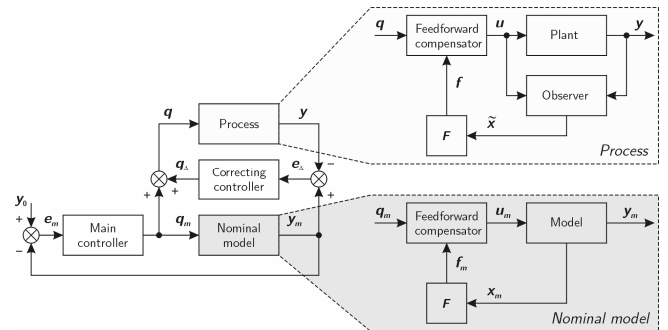 q
Feedforward
compensator
u
Plant
y
f
Observer
F
x̃
Process
q
Process
y
−
q_Δ
Correcting
controller
e_Δ
+
+
+
y₀
+
e_m
−
Main
controller
q_m
Nominal
model
y_m
q_m
Feedforward
compensator
u_m
Model
y_m
f_m
F
x_m
Nominal model